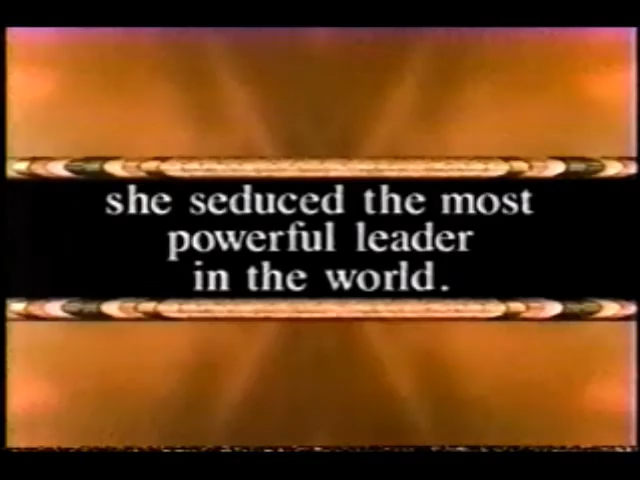 she seduced the most
powerful leader
in the world.